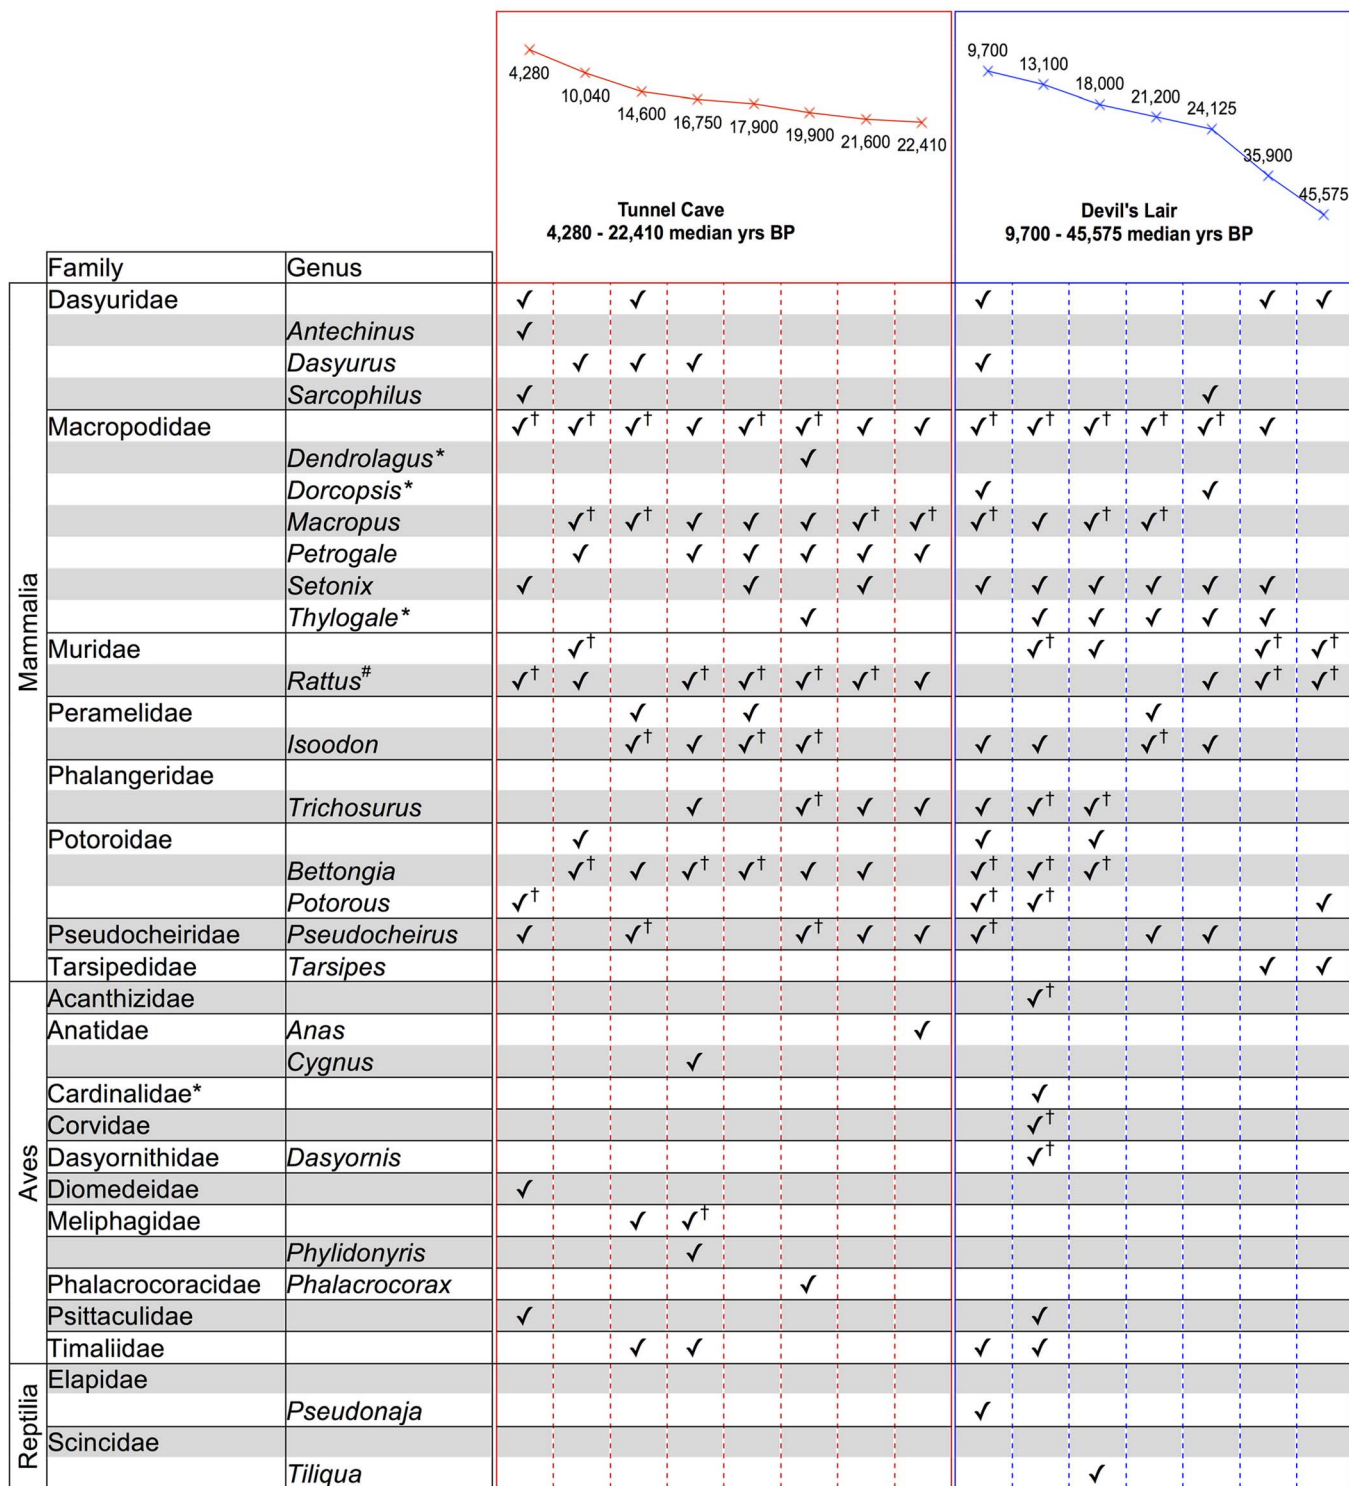 4,280
10,040
14,600
16,750
17,900
19,900
21,600
22,410
Tunnel Cave
4,280 - 22,410 median yrs BP
9,700
13,100
18,000
21,200
24,125
35,900
45,575
Devil's Lair
9,700 - 45,575 median yrs BP
Family Genus
Mammalia
Dasyuridae ✓ ✓ ✓ ✓ ✓
Antechinus ✓
Dasyurus ✓ ✓ ✓ ✓
Sarcophilus ✓ ✓
Macropodidae ✓† ✓† ✓† ✓ ✓† ✓† ✓ ✓ ✓† ✓† ✓† ✓† ✓† ✓
Dendrolagus* ✓
Dorcopsis* ✓ ✓
Macropus ✓† ✓† ✓ ✓ ✓ ✓† ✓† ✓† ✓ ✓† ✓†
Petrogale ✓ ✓ ✓ ✓ ✓ ✓
Setonix ✓ ✓ ✓ ✓ ✓ ✓ ✓ ✓ ✓
Thylogale* ✓ ✓ ✓ ✓ ✓ ✓
Muridae ✓† ✓† ✓ ✓† ✓†
Rattus# ✓† ✓ ✓† ✓† ✓† ✓† ✓ ✓ ✓† ✓†
Peramelidae ✓ ✓ ✓
Isoodon ✓† ✓ ✓† ✓† ✓ ✓ ✓† ✓
Phalangeridae
Trichosurus ✓ ✓† ✓ ✓ ✓ ✓† ✓†
Potoroidae ✓ ✓ ✓
Bettongia ✓† ✓ ✓† ✓† ✓ ✓ ✓† ✓† ✓†
Potorous ✓† ✓† ✓† ✓
Pseudocheiridae Pseudocheirus ✓ ✓† ✓† ✓ ✓ ✓† ✓ ✓
Tarsipedidae Tarsipes ✓ ✓
Aves
Acanthizidae ✓†
Anatidae Anas ✓
Cygnus ✓
Cardinalidae* ✓
Corvidae ✓†
Dasyornithidae Dasyornis ✓†
Diomedeidae ✓
Meliphagidae ✓ ✓†
Phylidonyris ✓
Phalacrocoracidae Phalacrocorax ✓
Psittaculidae ✓ ✓
Timaliidae ✓ ✓ ✓ ✓
Reptilia
Elapidae
Pseudonaja ✓
Scincidae
Tiliqua ✓